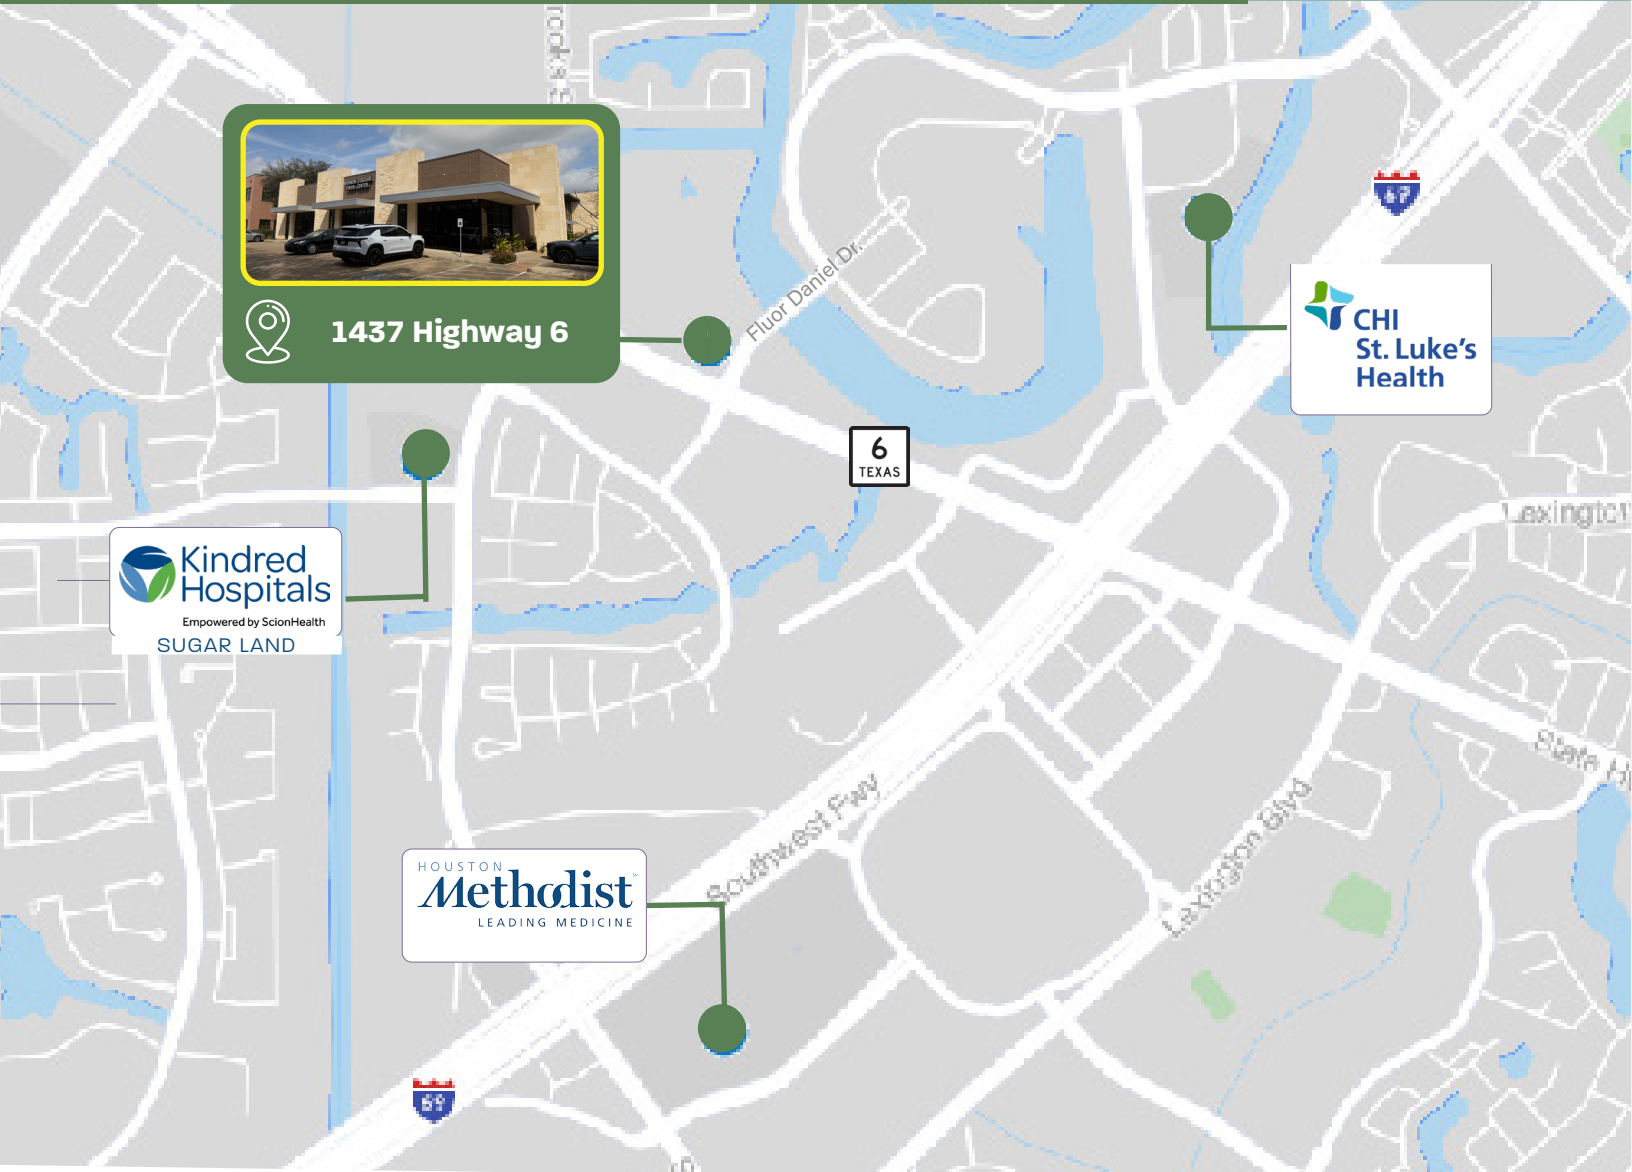 1437 Highway 6
Fluor Daniel Dr.
69
CHI
St. Luke's
Health
6
TEXAS
Kindred
Hospitals
Empowered by ScionHealth
SUGAR LAND
Southwest Fwy
Lexington Blvd
HOUSTON
Methodist
LEADING MEDICINE
69